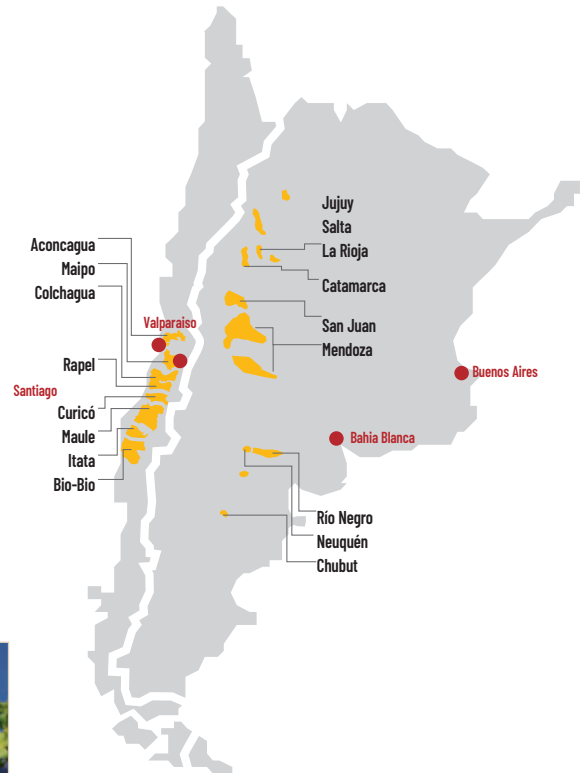 Jujuy
Salta
La Rioja
Catamarca
San Juan
Mendoza
Aconcagua
Maipo
Colchagua
Valparaiso
Rapel
Santiago
Curicó
Maule
Itata
Bio-Bio
Buenos Aires
Bahia Blanca
Río Negro
Neuquén
Chubut